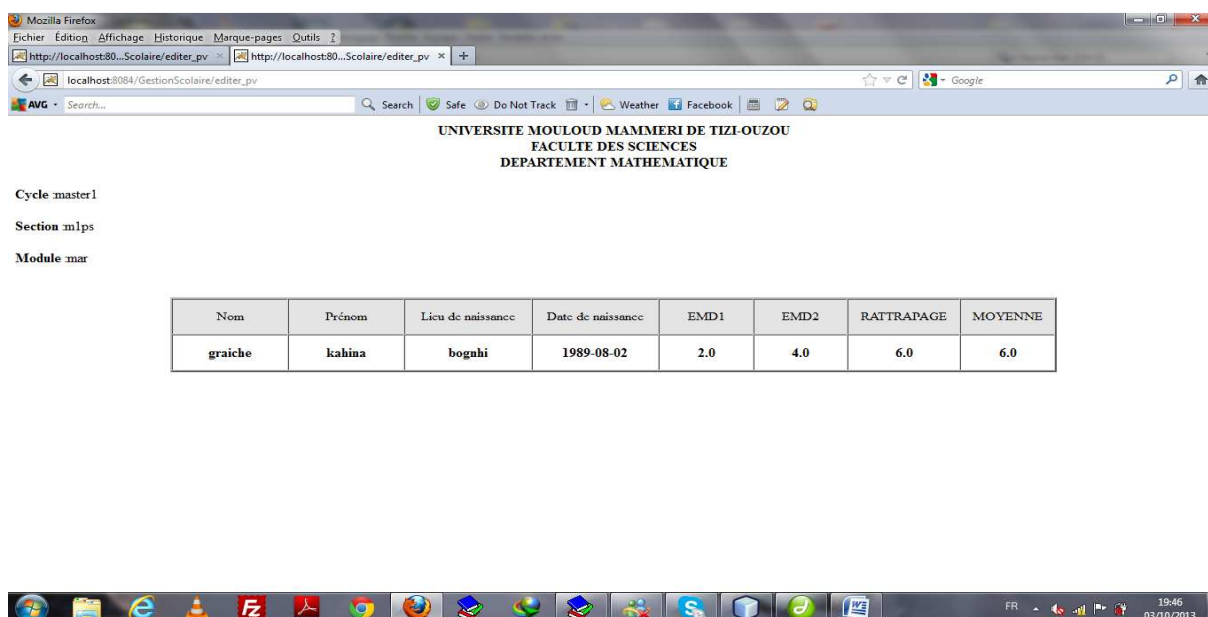 Mozilla Firefox
Fichier Édition Affichage Historique Marque-pages Outils ?
http://localhost:80...Scolaire/editer_pv × http://localhost:80...Scolaire/editer_pv × +
localhost:8084/GestionScolaire/editer_pv Google
AVG Search... Search Safe Do Not Track Weather Facebook
UNIVERSITE MOULOUD MAMMERI DE TIZI-OUZOU
FACULTE DES SCIENCES
DEPARTEMENT MATHEMATIQUE
Cycle :master1
Section :m1ps
Module :mar
Nom Prénom Lieu de naissance Date de naissance EMD1 EMD2 RATTRAPAGE MOYENNE
graiche kahina bognhi 1989-08-02 2.0 4.0 6.0 6.0
FR 19:46
03/10/2013